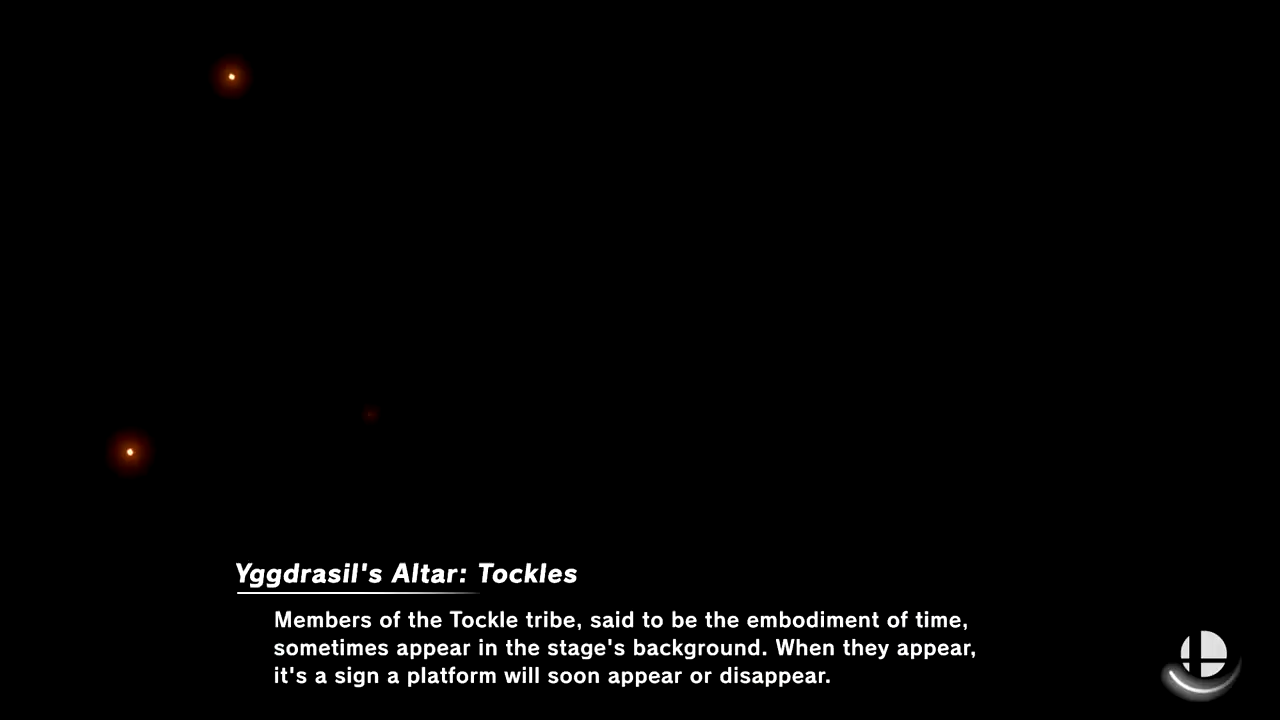 Yggdrasil's Altar: Tockles
Members of the Tockle tribe, said to be the embodiment of time,
sometimes appear in the stage's background. When they appear,
it's a sign a platform will soon appear or disappear.